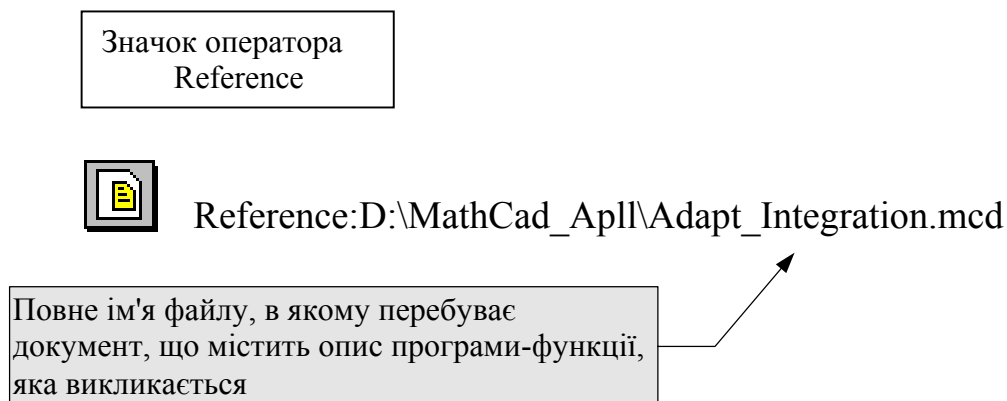 Значок оператора
Reference
Reference:D:\MathCad_Apll\Adapt_Integration.mcd
Повне ім'я файлу, в якому перебуває
документ, що містить опис програми-функції,
яка викликається